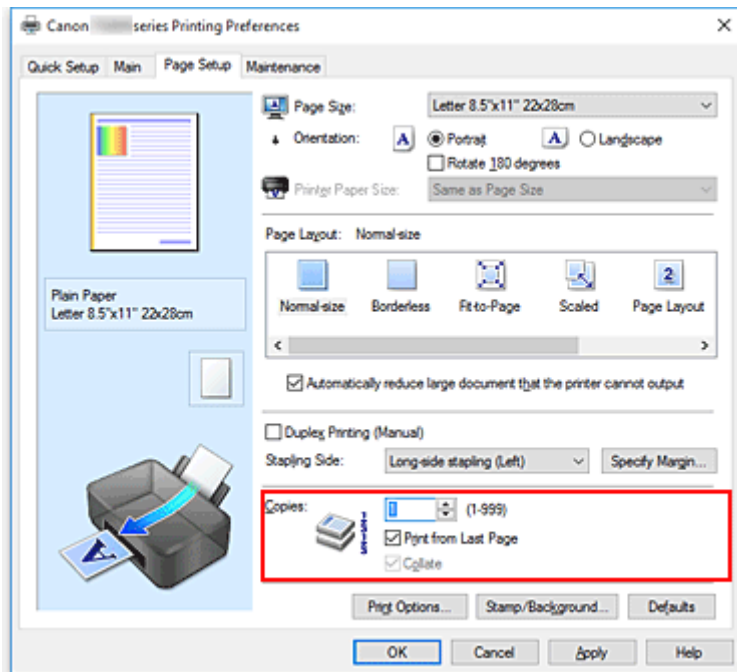 Canon series Printing Preferences
Quick Setup Main Page Setup Maintenance
Page Size: Letter 8.5"x11" 22x28cm
Orientation: A Portrait A Landscape
Rotate 180 degrees
Printer Paper Size: Same as Page Size
Page Layout: Normal-size
2
Normal-size Borderless Fit-to-Page Scaled Page Layout
Plain Paper
Letter 8.5"x11" 22x28cm
Automatically reduce large document that the printer cannot output
Duplex Printing (Manual)
Stapling Side: Long-side stapling (Left) Specify Margin...
Copies: 1 (1-999)
Print from Last Page
Collate
A
Print Options... Stamp/Background... Defaults
OK Cancel Apply Help